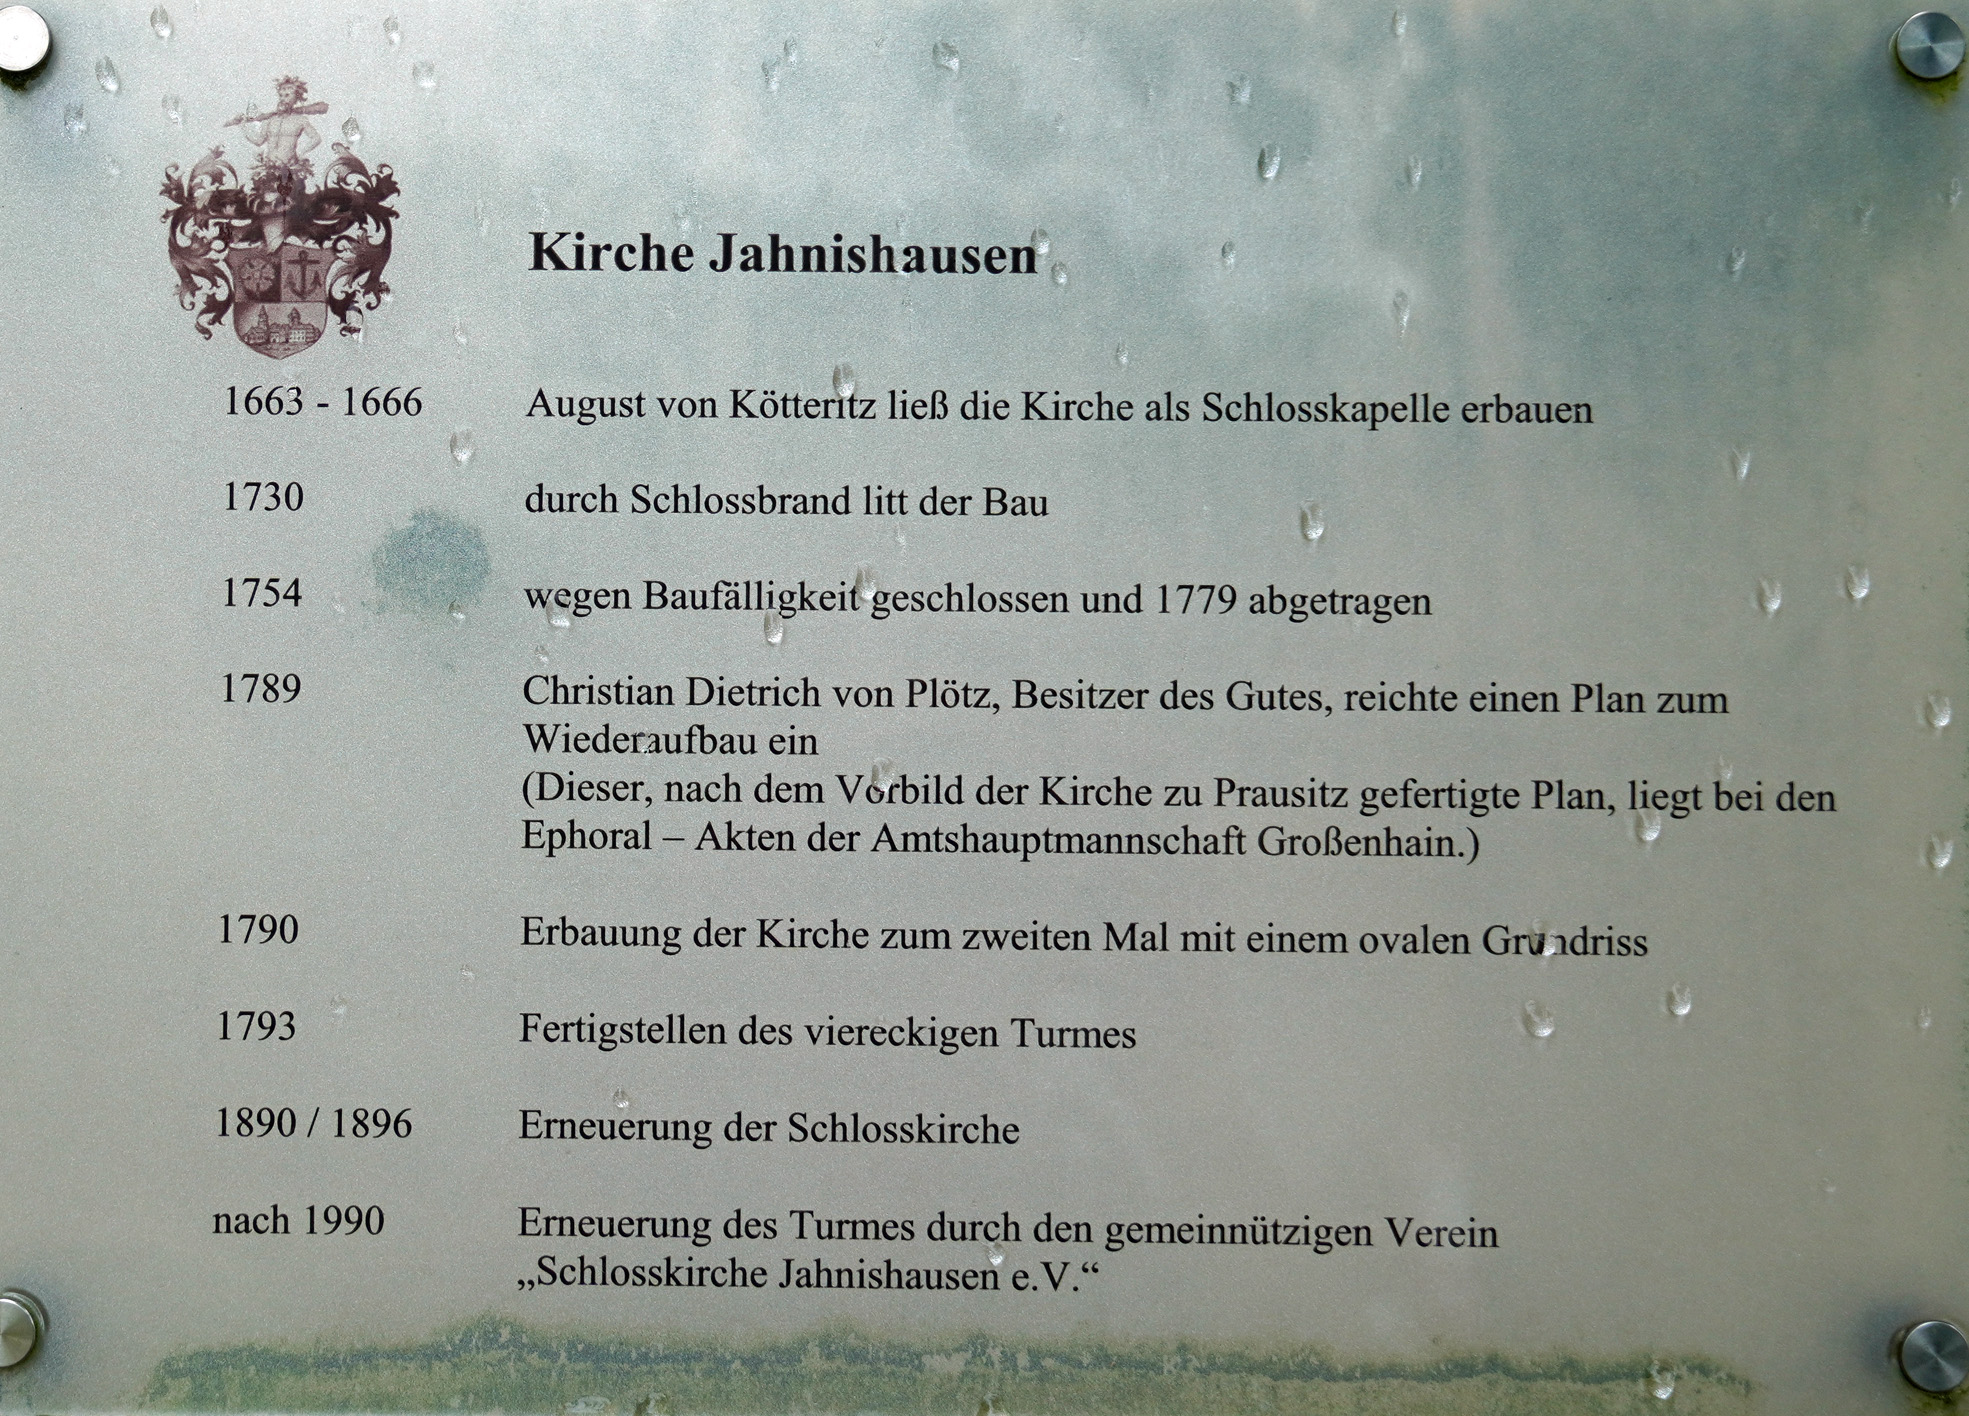 Kirche Jahnishausen
1663 - 1666 August von Kötteritz ließ die Kirche als Schlosskapelle erbauen
1730 durch Schlossbrand litt der Bau
1754 wegen Baufälligkeit geschlossen und 1779 abgetragen
1789 Christian Dietrich von Plötz, Besitzer des Gutes, reichte einen Plan zum
Wiederaufbau ein
(Dieser, nach dem Vorbild der Kirche zu Prausitz gefertigte Plan, liegt bei den
Ephoral – Akten der Amtshauptmannschaft Großenhain.)
1790 Erbauung der Kirche zum zweiten Mal mit einem ovalen Grundriss
1793 Fertigstellen des viereckigen Turmes
1890 / 1896 Erneuerung der Schlosskirche
nach 1990 Erneuerung des Turmes durch den gemeinnützigen Verein
„Schlosskirche Jahnishausen e.V.“